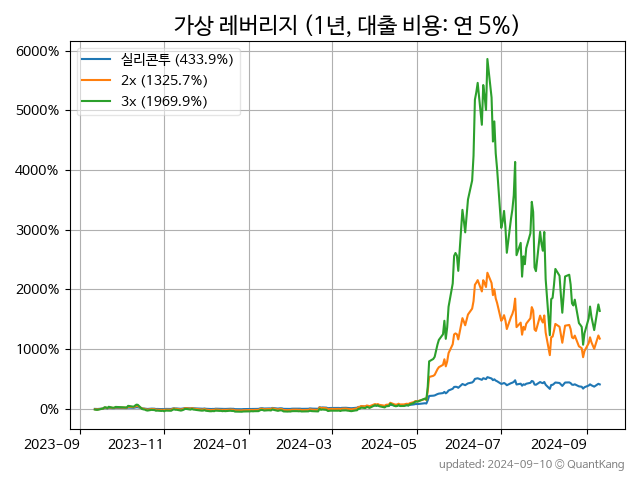 가상 레버리지 (1년, 대출 비용: 연 5%)
실리콘투 (433.9%)
2x (1325.7%)
3x (1969.9%)
6000%
5000%
4000%
3000%
2000%
1000%
0%
2023-09 2023-11 2024-01 2024-03 2024-05 2024-07 2024-09
updated: 2024-09-10 © QuantKang